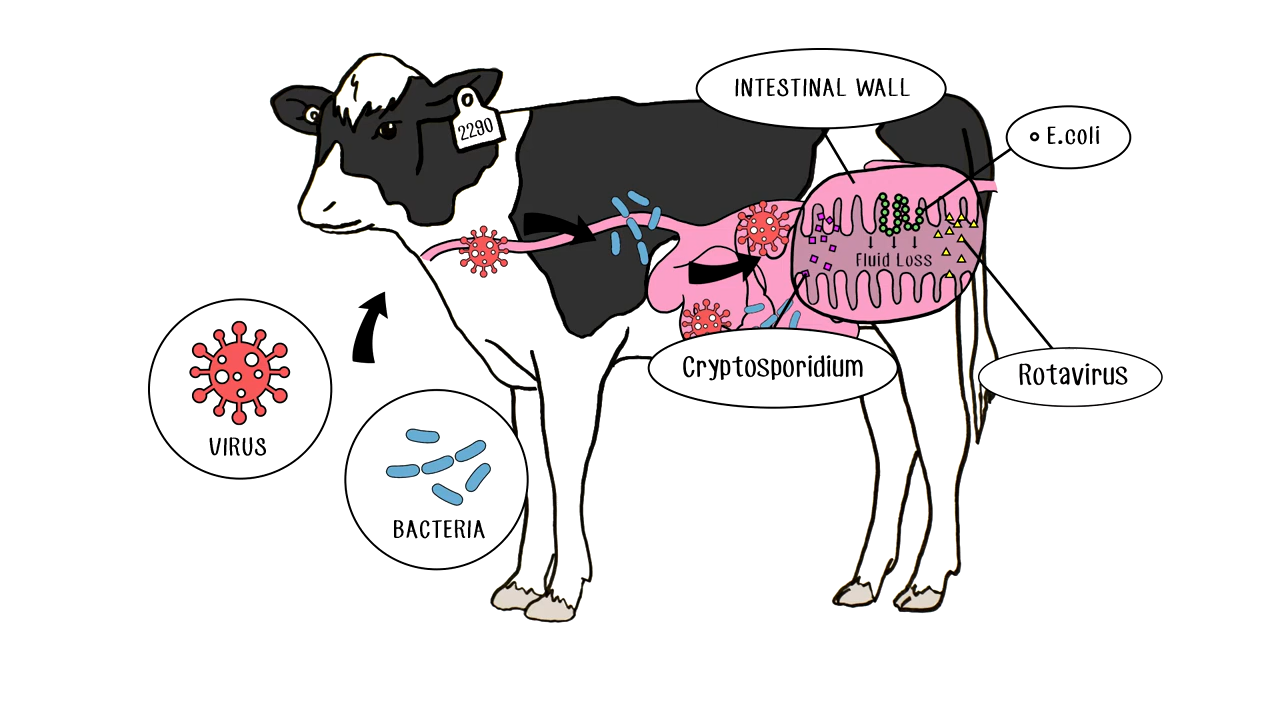 INTESTINAL WALL
E.coli
2290
Fluid Loss
Cryptosporidium
Rotavirus
VIRUS
BACTERIA